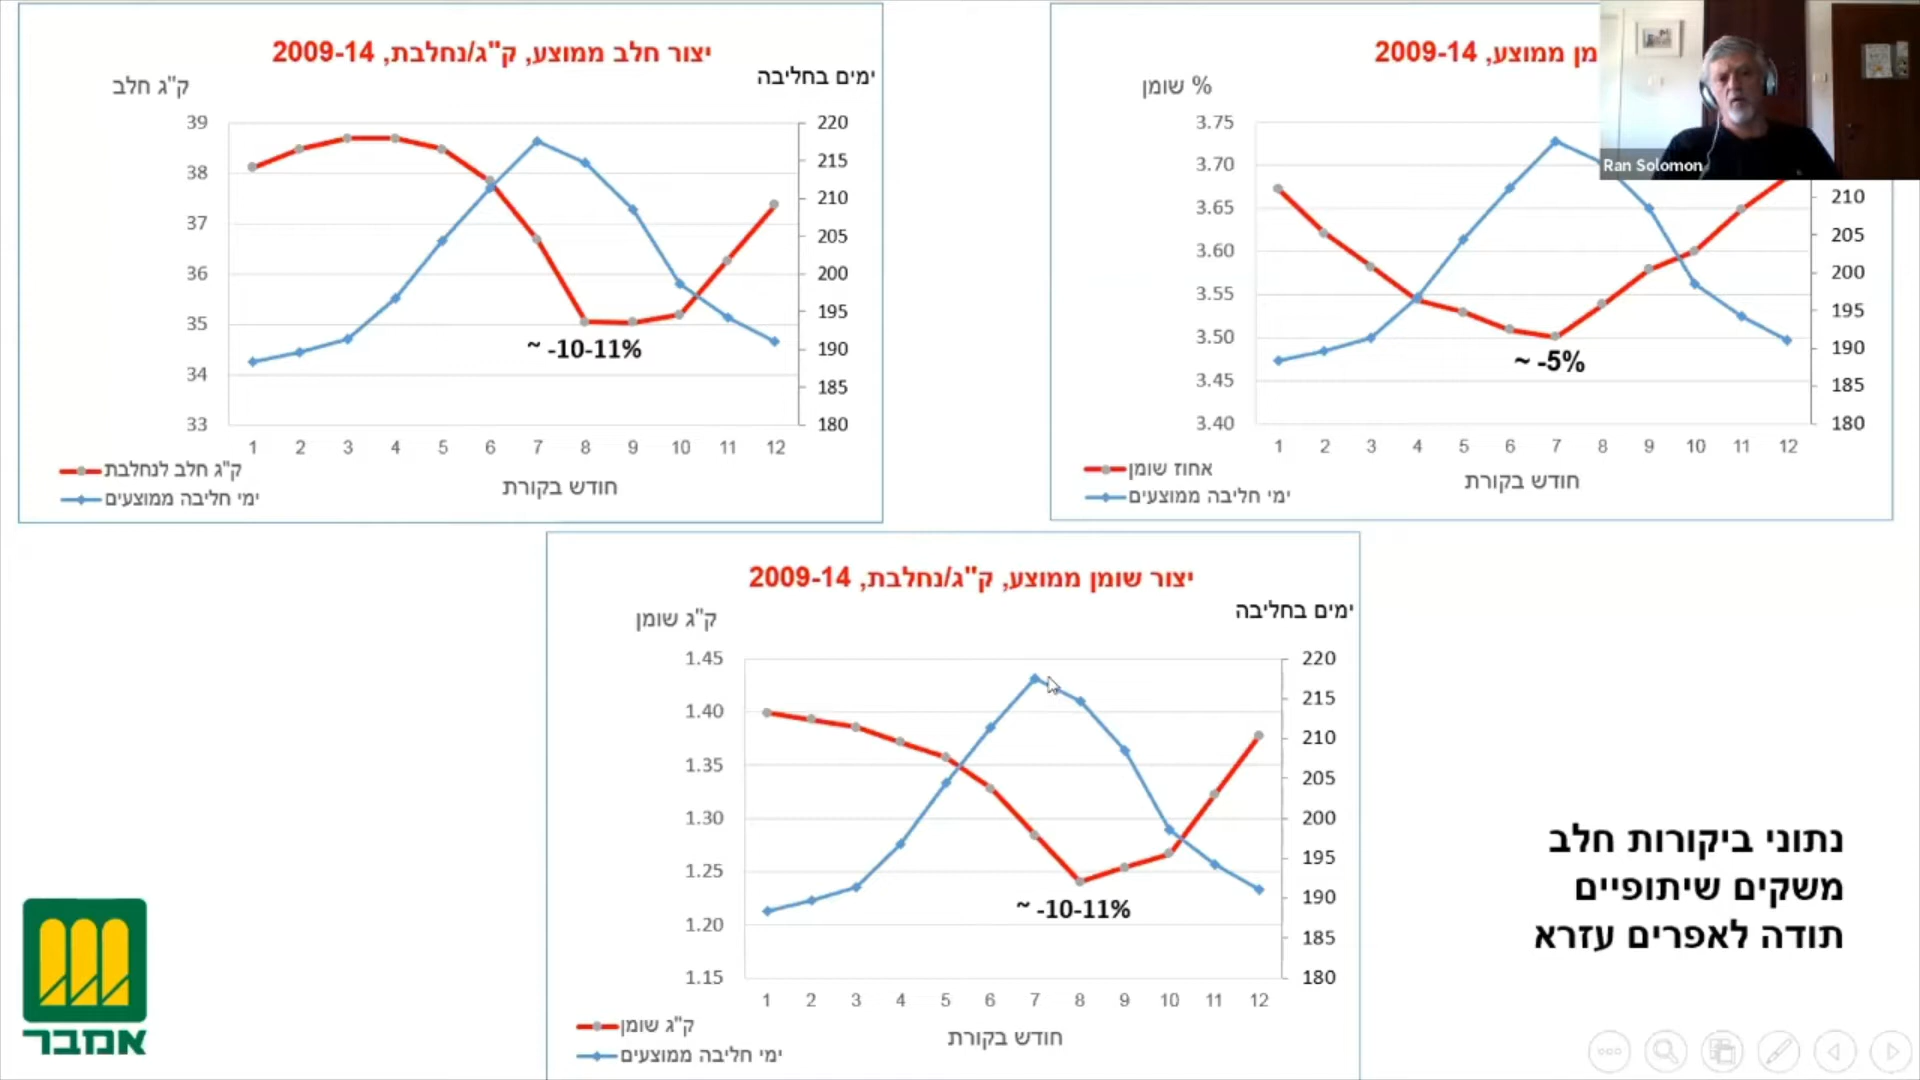 יצור חלב ממוצע, ק"ג/נחלבת, 2009-14
ק"ג חלב
ימים בחליבה
39
38
37
36
35
34
33
220
215
210
205
200
195
190
185
180
~ -10-11%
1 2 3 4 5 6 7 8 9 10 11 12
חודש בקורת
ק"ג חלב לנחלבת
ימי חליבה ממוצעים
מן ממוצע, 2009-14
% שומן
3.75
3.70
3.65
3.60
3.55
3.50
3.45
3.40
210
205
200
195
190
185
180
~ -5%
1 2 3 4 5 6 7 8 9 10 11 12
חודש בקורת
אחוז שומן
ימי חליבה ממוצעים
Ran Solomon
יצור שומן ממוצע, ק"ג/נחלבת, 2009-14
ק"ג שומן
ימים בחליבה
1.45
1.40
1.35
1.30
1.25
1.20
1.15
220
215
210
205
200
195
190
185
180
~ -10-11%
1 2 3 4 5 6 7 8 9 10 11 12
חודש בקורת
ק"ג שומן
ימי חליבה ממוצעים
נתוני ביקורות חלב
משקים שיתופיים
תודה לאפרים עזרא
אמבר